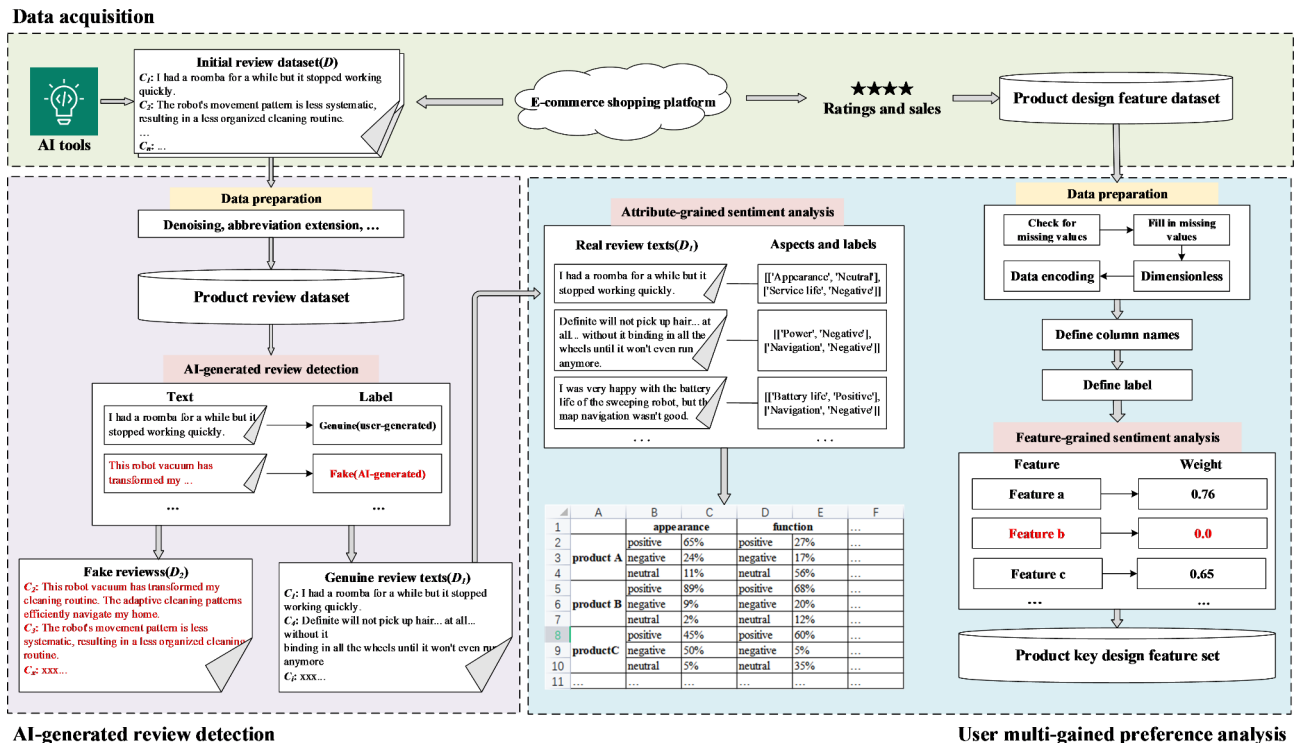 Data acquisition
AI tools
Initial review dataset(D)
C1: I had a roomba for a while but it stopped working
quickly.
C2: The robot's movement pattern is less systematic,
resulting in a less organized cleaning routine.
...
Cn: ...
E-commerce shopping platform
Ratings and sales
Product design feature dataset
Data preparation
Denoising, abbreviation extension, ...
Product review dataset
AI-generated review detection
Text
Label
I had a roomba for a while but it
stopped working quickly.
Genuine(user-generated)
This robot vacuum has
transformed my ...
Fake(AI-generated)
...
...
Fake reviewss(D2)
C2: This robot vacuum has transformed my
cleaning routine. The adaptive cleaning patterns
efficiently navigate my home.
C3: The robot's movement pattern is less
systematic, resulting in a less organized cleaning
routine.
Cn: xxx...
Genuine review texts(D1)
C1: I had a roomba for a while but it stopped
working quickly.
C4: Definite will not pick up hair... at all...
without it
binding in all the wheels until it won't even run
anymore
Ci: xxx...
Attribute-grained sentiment analysis
Real review texts(D1)
Aspects and labels
I had a roomba for a while but it
stopped working quickly.
[['Appearance', 'Neutral'],
['Service life', 'Negative']]
Definite will not pick up hair... at
all... without it binding in all the
wheels until it won't even run
anymore.
[['Power', 'Negative'],
['Navigation', 'Negative']]
I was very happy with the battery
life of the sweeping robot, but the
map navigation wasn't good.
[['Battery life', 'Positive'],
['Navigation', 'Negative']]
...
...
A B C D E F
1 appearance function ...
2 positive 65% positive 27% ...
3 product A negative 24% negative 17% ...
4 neutral 11% neutral 56% ...
5 positive 89% positive 68% ...
6 product B negative 9% negative 20% ...
7 neutral 2% neutral 12% ...
8 positive 45% positive 60% ...
9 productC negative 50% negative 5% ...
10 neutral 5% neutral 35% ...
11 ... ... ... ... ... ...
Data preparation
Check for
missing values
Fill in missing
values
Data encoding
Dimensionless
Define column names
Define label
Feature-grained sentiment analysis
Feature
Weight
Feature a
0.76
Feature b
0.0
Feature c
0.65
...
...
Product key design feature set
AI-generated review detection
User multi-gained preference analysis